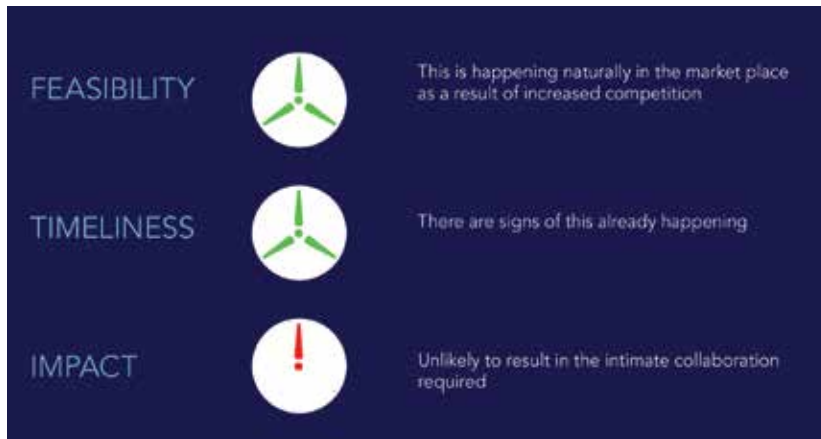 FEASIBILITY
This is happening naturally in the market place
as a result of increased competition
TIMELINESS
There are signs of this already happening
IMPACT
Unlikely to result in the intimate collaboration
required